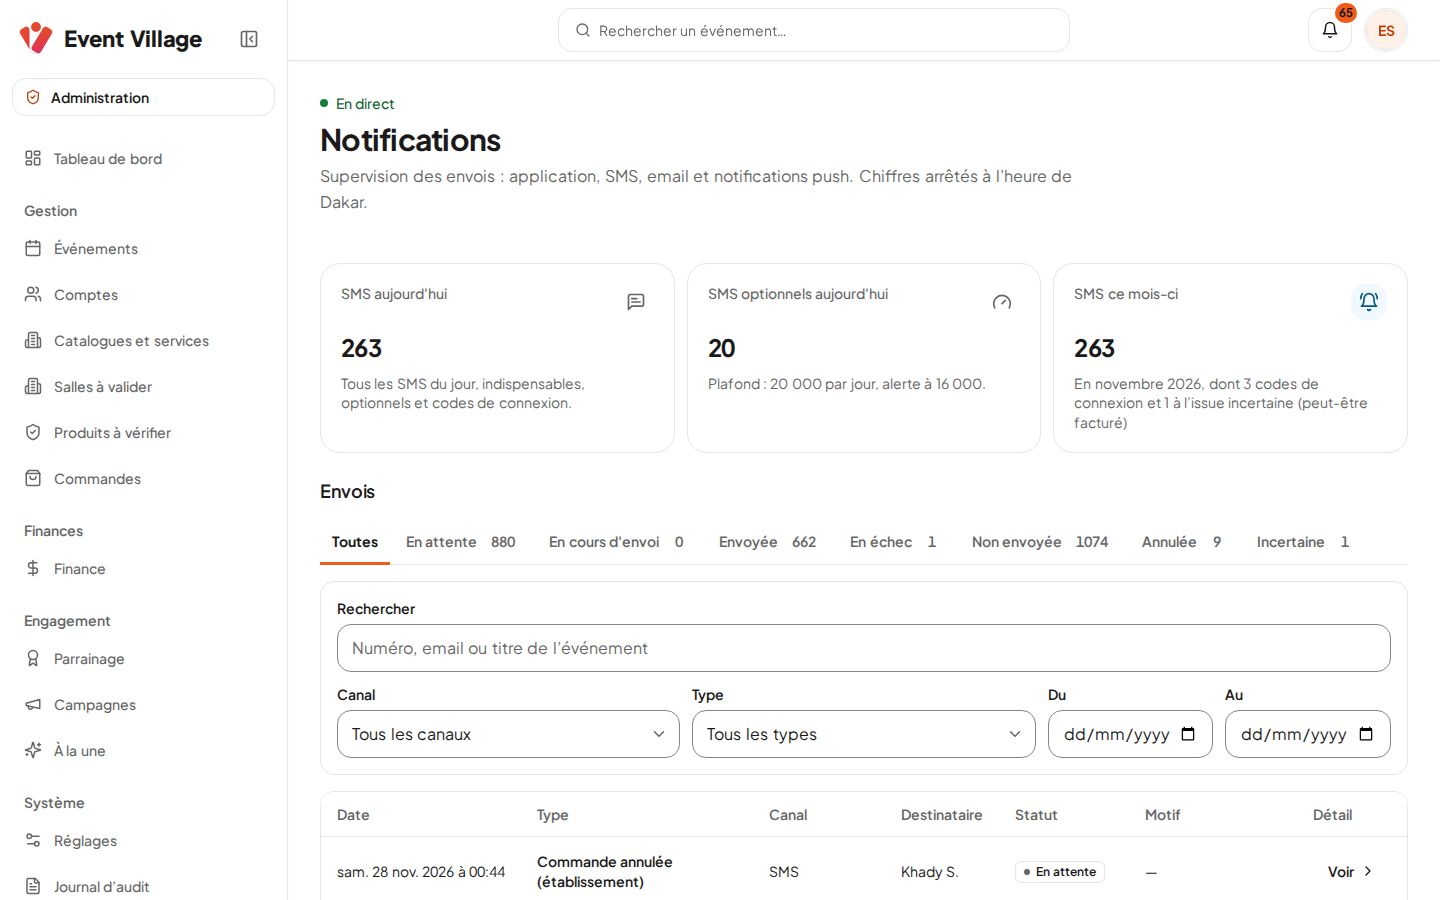 Event Village
Rechercher un événement...
65
ES
Administration
Tableau de bord
Gestion
Événements
Comptes
Catalogues et services
Salles à valider
Produits à vérifier
Commandes
Finances
Finance
Engagement
Parrainage
Campagnes
À la une
Système
Réglages
Journal d’audit
En direct
Notifications
Supervision des envois : application, SMS, email et notifications push. Chiffres arrêtés à l’heure de
Dakar.
SMS aujourd'hui
263
Tous les SMS du jour, indispensables,
optionnels et codes de connexion.
SMS optionnels aujourd'hui
20
Plafond : 20 000 par jour, alerte à 16 000.
SMS ce mois-ci
263
En novembre 2026, dont 3 codes de
connexion et 1 à l’issue incertaine (peut-être
facturé)
Envois
Toutes En attente 880 En cours d'envoi 0 Envoyée 662 En échec 1 Non envoyée 1074 Annulée 9 Incertaine 1
Rechercher
Numéro, email ou titre de l’événement
Canal Type Du Au
Tous les canaux Tous les types dd/mm/yyyy dd/mm/yyyy
Date Type Canal Destinataire Statut Motif Détail
sam. 28 nov. 2026 à 00:44 Commande annulée SMS Khady S. En attente — Voir
(établissement)